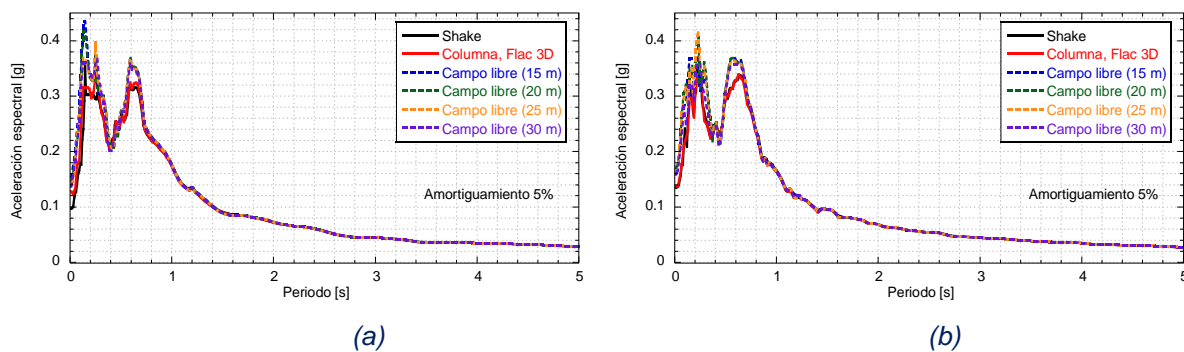 Aceleración espectral [g]
0.4
0.3
0.2
0.1
0
0 1 2 3 4 5
Periodo [s]
Shake
Columna, Flac 3D
Campo libre (15 m)
Campo libre (20 m)
Campo libre (25 m)
Campo libre (30 m)
Amortiguamiento 5%
(a)
Aceleración espectral [g]
0.4
0.3
0.2
0.1
0
0 1 2 3 4 5
Periodo [s]
Shake
Columna, Flac 3D
Campo libre (15 m)
Campo libre (20 m)
Campo libre (25 m)
Campo libre (30 m)
Amortiguamiento 5%
(b)